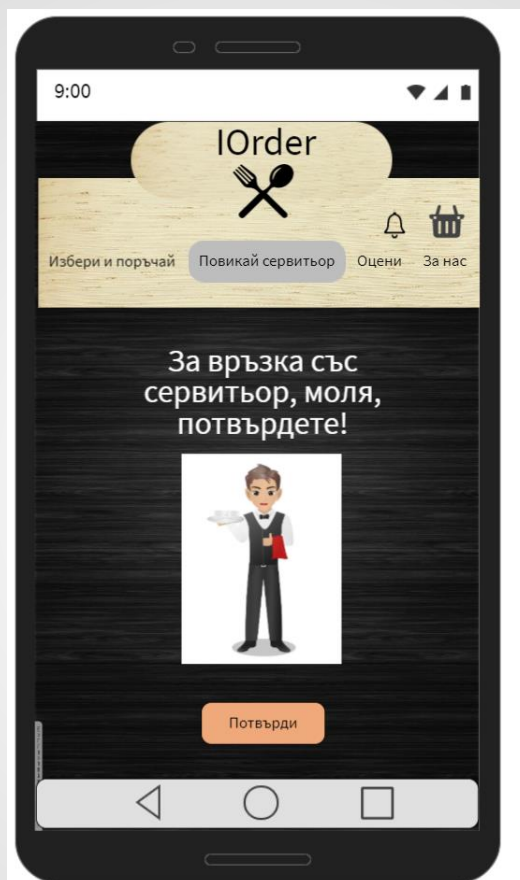 9:00
IOrder
Избери и поръчай
Повикай сервитьор
Оцени
За нас
За връзка със
сервитьор, моля,
потвърдете!
Потвърди